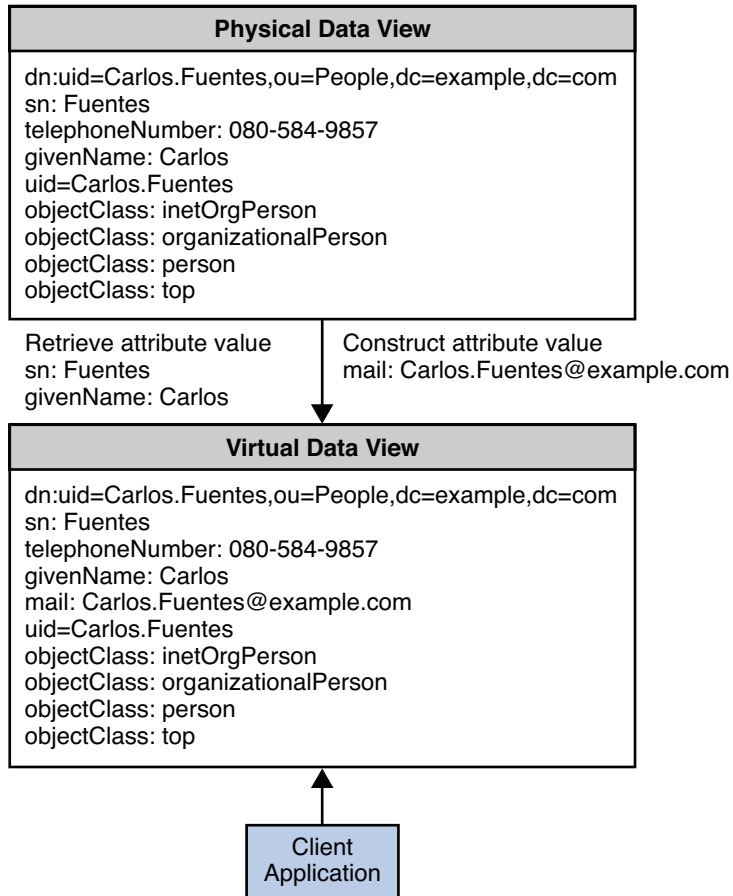 Physical Data View
dn:uid=Carlos.Fuentes,ou=People,dc=example,dc=com
sn: Fuentes
telephoneNumber: 080-584-9857
givenName: Carlos
uid=Carlos.Fuentes
objectClass: inetOrgPerson
objectClass: organizationalPerson
objectClass: person
objectClass: top
Retrieve attribute value
sn: Fuentes
givenName: Carlos
Construct attribute value
mail: Carlos.Fuentes@example.com
Virtual Data View
dn:uid=Carlos.Fuentes,ou=People,dc=example,dc=com
sn: Fuentes
telephoneNumber: 080-584-9857
givenName: Carlos
mail: Carlos.Fuentes@example.com
uid=Carlos.Fuentes
objectClass: inetOrgPerson
objectClass: organizationalPerson
objectClass: person
objectClass: top
Client
Application